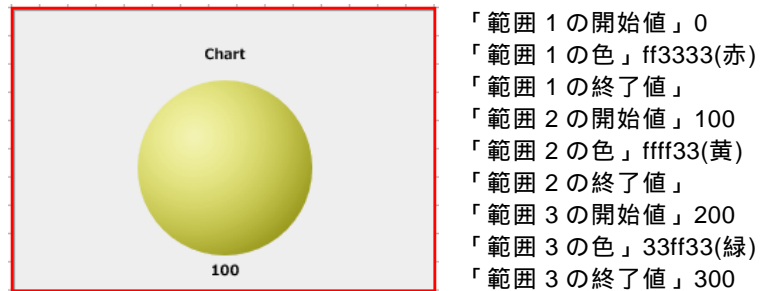 Chart
100
「範囲１の開始値」0
「範囲１の色」ff3333(赤)
「範囲１の終了値」
「範囲２の開始値」100
「範囲２の色」ffff33(黄)
「範囲２の終了値」
「範囲３の開始値」200
「範囲３の色」33ff33(緑)
「範囲３の終了値」300